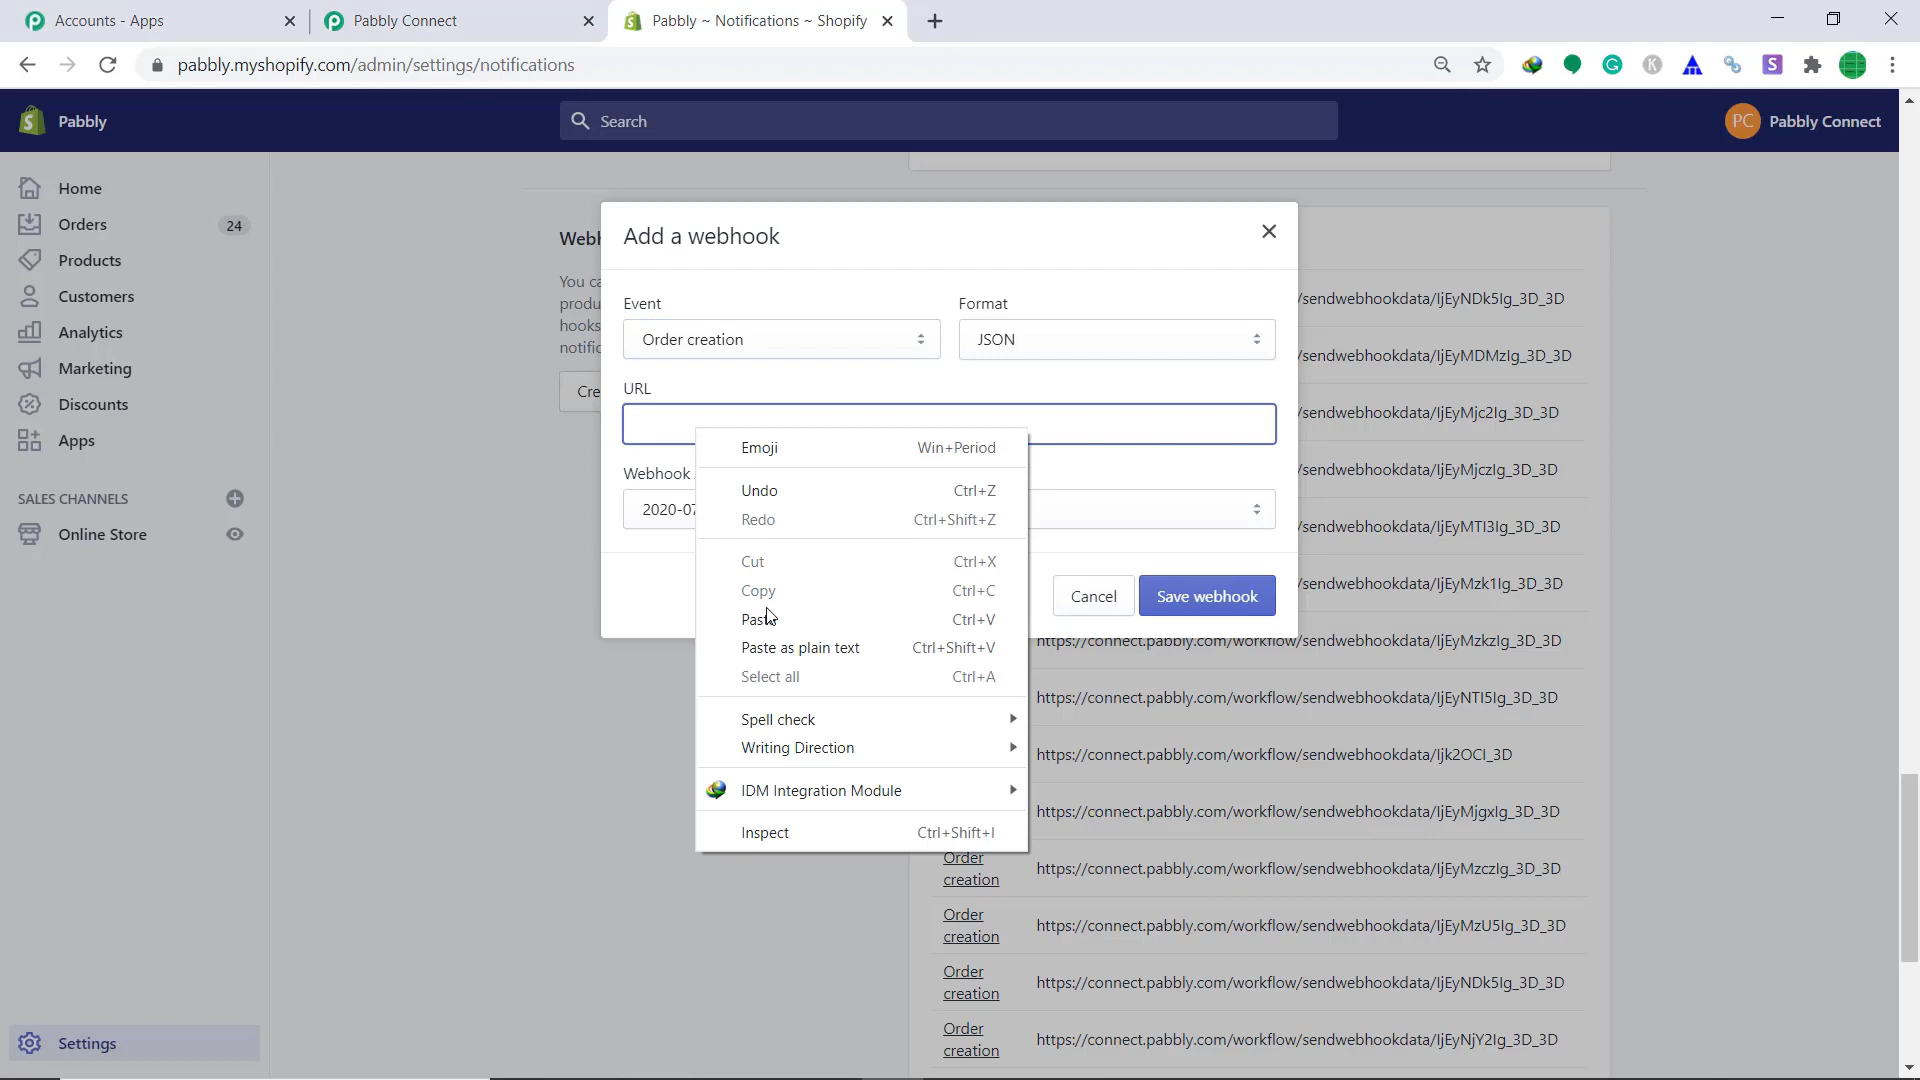 Accounts - Apps
Pabbly Connect
Pabbly ~ Notifications ~ Shopify
pabbly.myshopify.com/admin/settings/notifications
G
K
S
Pabbly
Search
PC
Pabbly Connect
Home
Orders
24
Products
Customers
Analytics
Marketing
Discounts
Apps
SALES CHANNELS
Online Store
Settings
Add a webhook
Event
Format
Order creation
JSON
URL
Webhook
2020-07
Cancel
Save webhook
Emoji Win+Period
Undo Ctrl+Z
Redo Ctrl+Shift+Z
Cut Ctrl+X
Copy Ctrl+C
Paste Ctrl+V
Paste as plain text Ctrl+Shift+V
Select all Ctrl+A
Spell check
Writing Direction
IDM Integration Module
Inspect Ctrl+Shift+I
You ca
produ
hooks
notific
Cre
/sendwebhookdata/IjEyNDk5Ig_3D_3D
/sendwebhookdata/IjEyMDMzIg_3D_3D
/sendwebhookdata/IjEyMjc2Ig_3D_3D
/sendwebhookdata/IjEyMjczIg_3D_3D
/sendwebhookdata/IjEyMTI3Ig_3D_3D
/sendwebhookdata/IjEyMzk1Ig_3D_3D
https://connect.pabbly.com/workflow/sendwebhookdata/IjEyMzkzIg_3D_3D
https://connect.pabbly.com/workflow/sendwebhookdata/IjEyNTI5Ig_3D_3D
https://connect.pabbly.com/workflow/sendwebhookdata/Ijk2OCI_3D
https://connect.pabbly.com/workflow/sendwebhookdata/IjEyMjgxIg_3D_3D
Order
creation
https://connect.pabbly.com/workflow/sendwebhookdata/IjEyMzczIg_3D_3D
Order
creation
https://connect.pabbly.com/workflow/sendwebhookdata/IjEyMzU5Ig_3D_3D
Order
creation
https://connect.pabbly.com/workflow/sendwebhookdata/IjEyNDk5Ig_3D_3D
Order
creation
https://connect.pabbly.com/workflow/sendwebhookdata/IjEyNjY2Ig_3D_3D